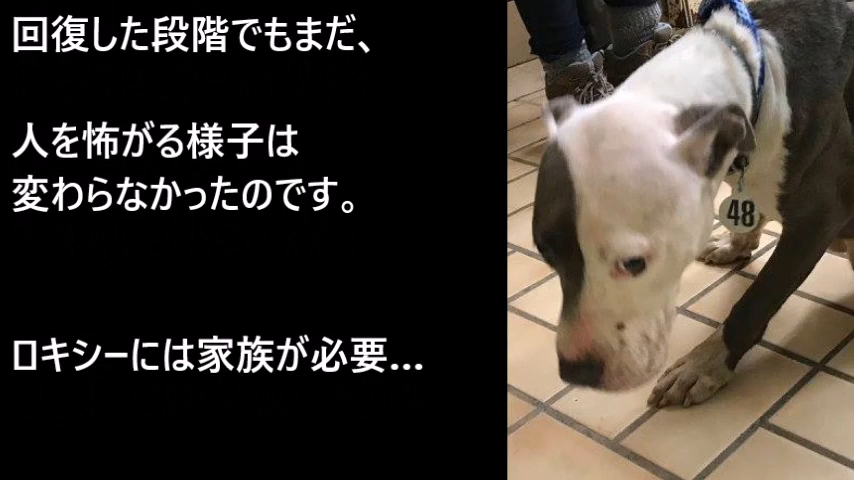 回復した段階でもまだ、
人を怖がる様子は
変わらなかったのです。
ロキシーには家族が必要...
48